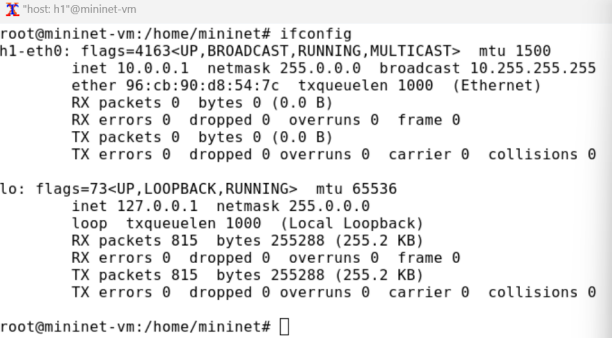 "host: h1"@mininet-vm
root@mininet-vm:/home/mininet# ifconfig
h1-eth0: flags=4163<UP,BROADCAST,RUNNING,MULTICAST>  mtu 1500
        inet 10.0.0.1  netmask 255.0.0.0  broadcast 10.255.255.255
        ether 96:cb:90:d8:54:7c  txqueuelen 1000  (Ethernet)
        RX packets 0  bytes 0 (0.0 B)
        RX errors 0  dropped 0  overruns 0  frame 0
        TX packets 0  bytes 0 (0.0 B)
        TX errors 0  dropped 0 overruns 0  carrier 0  collisions 0

lo: flags=73<UP,LOOPBACK,RUNNING>  mtu 65536
        inet 127.0.0.1  netmask 255.0.0.0
        loop  txqueuelen 1000  (Local Loopback)
        RX packets 815  bytes 255288 (255.2 KB)
        RX errors 0  dropped 0  overruns 0  frame 0
        TX packets 815  bytes 255288 (255.2 KB)
        TX errors 0  dropped 0 overruns 0  carrier 0  collisions 0

root@mininet-vm:/home/mininet#